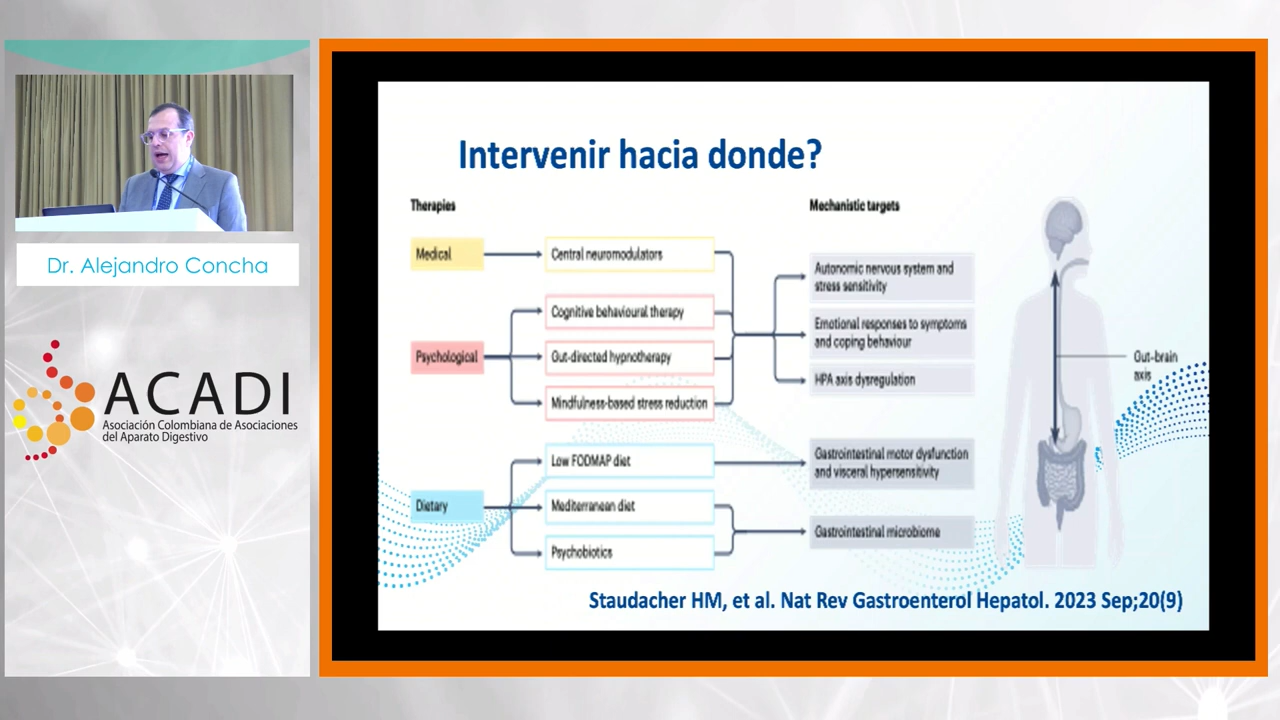 Dr. Alejandro Concha
ACADI
Asociación Colombiana de Asociaciones
del Aparato Digestivo
Intervenir hacia donde?
Therapies
Mechanistic targets
Medical
Central neuromodulators
Psychological
Cognitive behavioural therapy
Gut-directed hypnotherapy
Mindfulness-based stress reduction
Autonomic nervous system and
stress sensitivity
Emotional responses to symptoms
and coping behaviour
HPA axis dysregulation
Dietary
Low FODMAP diet
Mediterranean diet
Psychobiotics
Gastrointestinal motor dysfunction
and visceral hypersensitivity
Gastrointestinal microbiome
Gut-brain
axis
Staudacher HM, et al. Nat Rev Gastroenterol Hepatol. 2023 Sep;20(9)